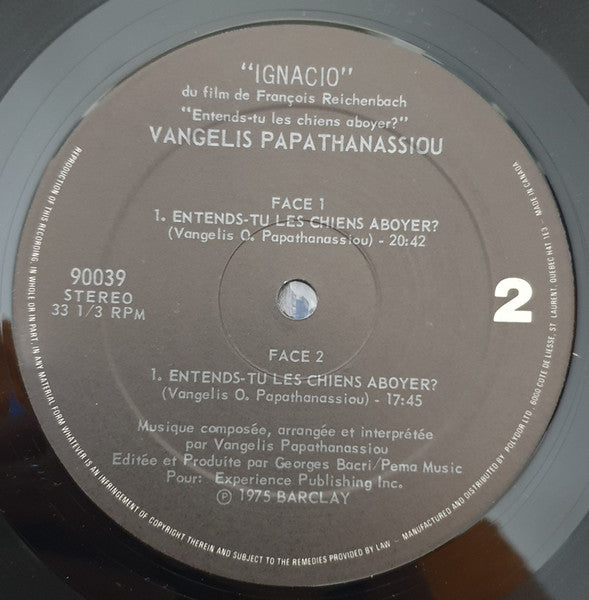 "IGNACIO"
du film de François Reichenbach
"Entends-tu les chiens aboyer?"
VANGELIS PAPATHANASSIOU
FACE 1
1. ENTENDS-TU LES CHIENS ABOYER?
(Vangelis O. Papathanassiou) - 20:42
90039
STEREO
33 1/3 RPM
2
FACE 2
1. ENTENDS-TU LES CHIENS ABOYER?
(Vangelis O. Papathanassiou) - 17:45
Musique composée, arrangée et interprétée
par Vangelis Papathanassiou
Editée et Produite par Georges Bacri/Pema Music
Pour: Experience Publishing Inc.
℗ 1975 BARCLAY
REPRODUCTION OF THIS RECORDING, IN WHOLE OR IN PART, IN ANY MATERIAL FORM WHATEVER IS AN INFRINGEMENT OF COPYRIGHT THEREIN AND SUBJECT TO THE REMEDIES PROVIDED BY LAW – MANUFACTURED AND DISTRIBUTED BY POLYDOR LTD., 6000 COTE DE LIESSE, ST LAURENT, QUEBEC H4T 1E3 • MADE IN CANADA